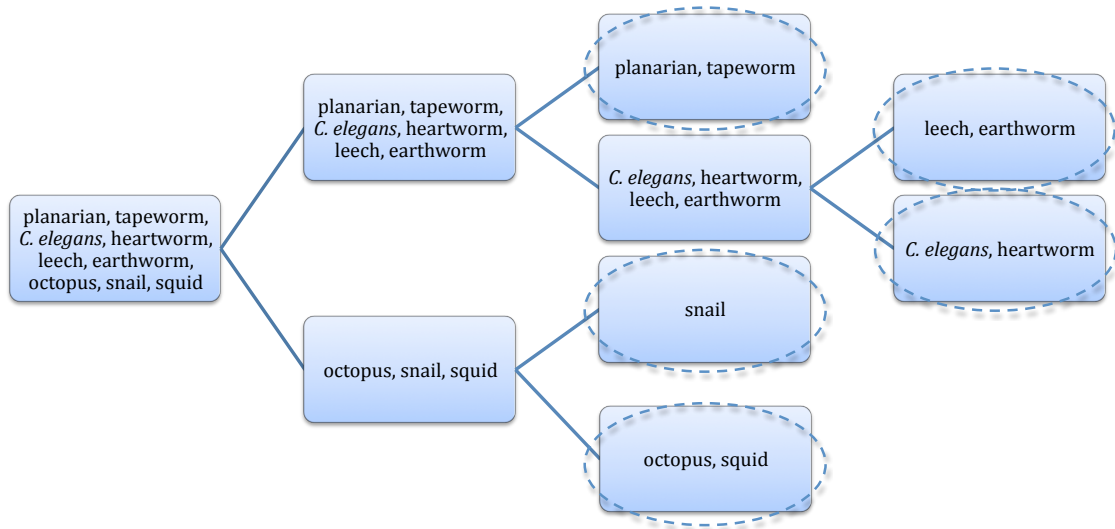 planarian, tapeworm,
C. elegans, heartworm,
leech, earthworm,
octopus, snail, squid
planarian, tapeworm,
C. elegans, heartworm,
leech, earthworm
planarian, tapeworm
C. elegans, heartworm,
leech, earthworm
leech, earthworm
C. elegans, heartworm
octopus, snail, squid
snail
octopus, squid